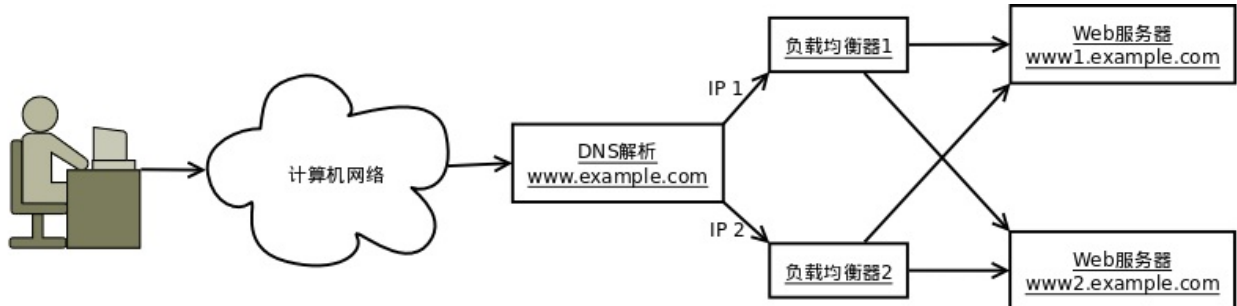 计算机网络
DNS解析
www.example.com
IP 1
IP 2
负载均衡器1
负载均衡器2
Web服务器
www1.example.com
Web服务器
www2.example.com